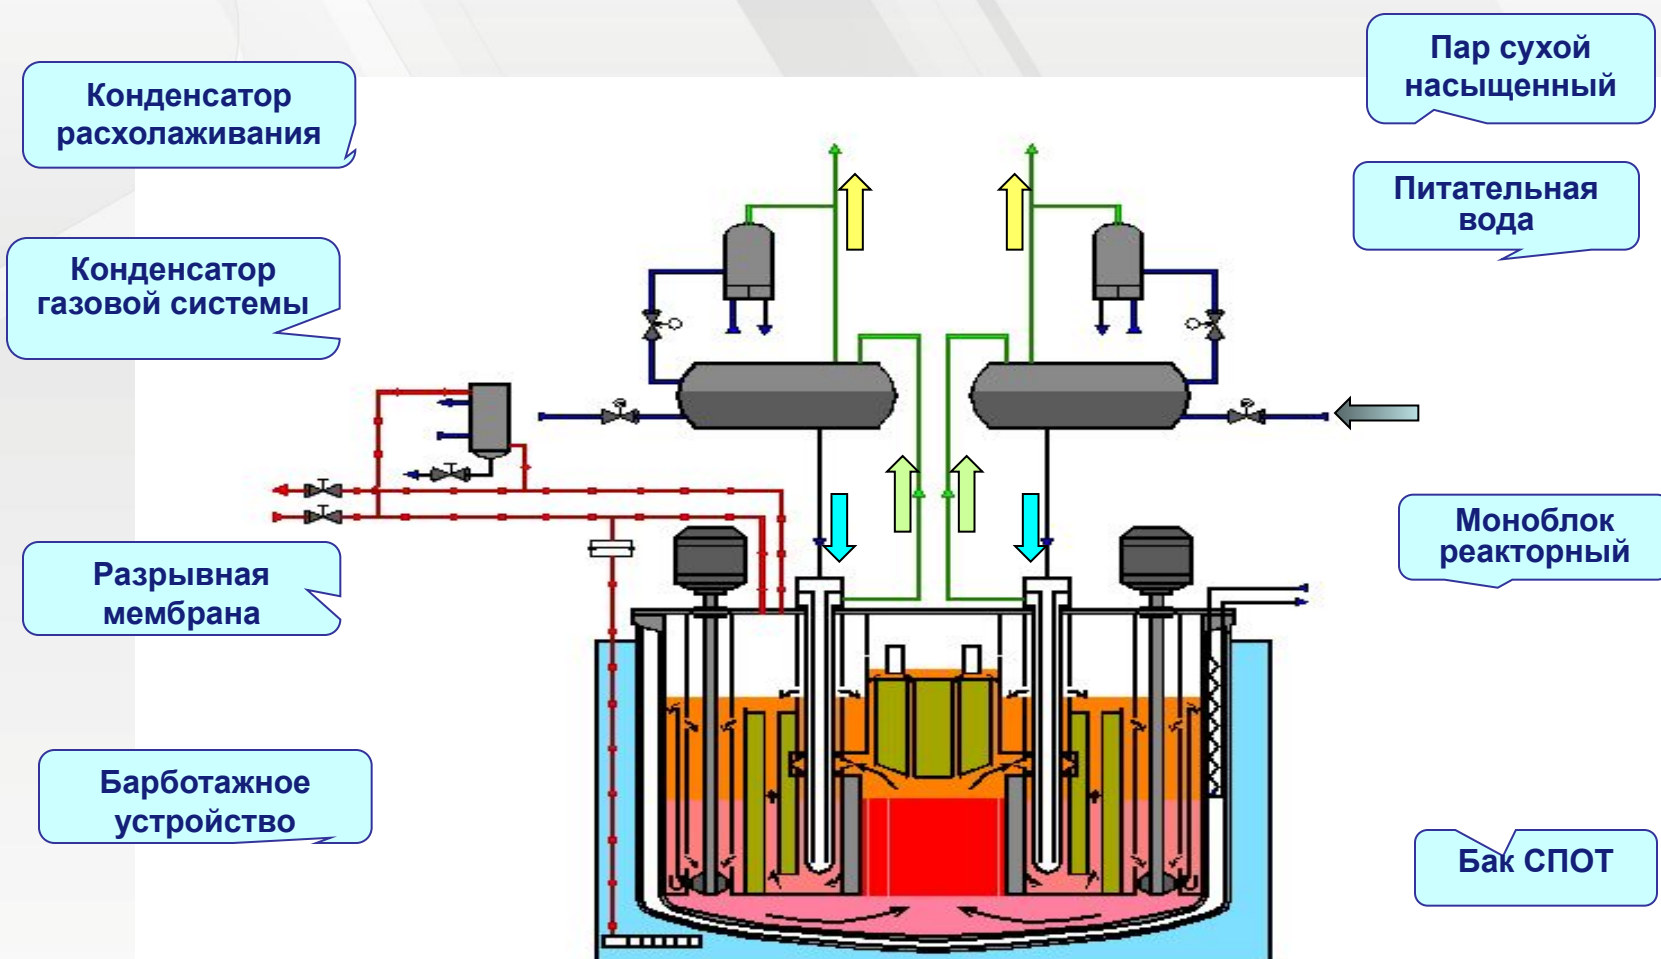 Конденсатор
расхолаживания
Конденсатор
газовой системы
Разрывная
мембрана
Барботажное
устройство
Пар сухой
насыщенный
Питательная
вода
Моноблок
реакторный
Бак СПОТ